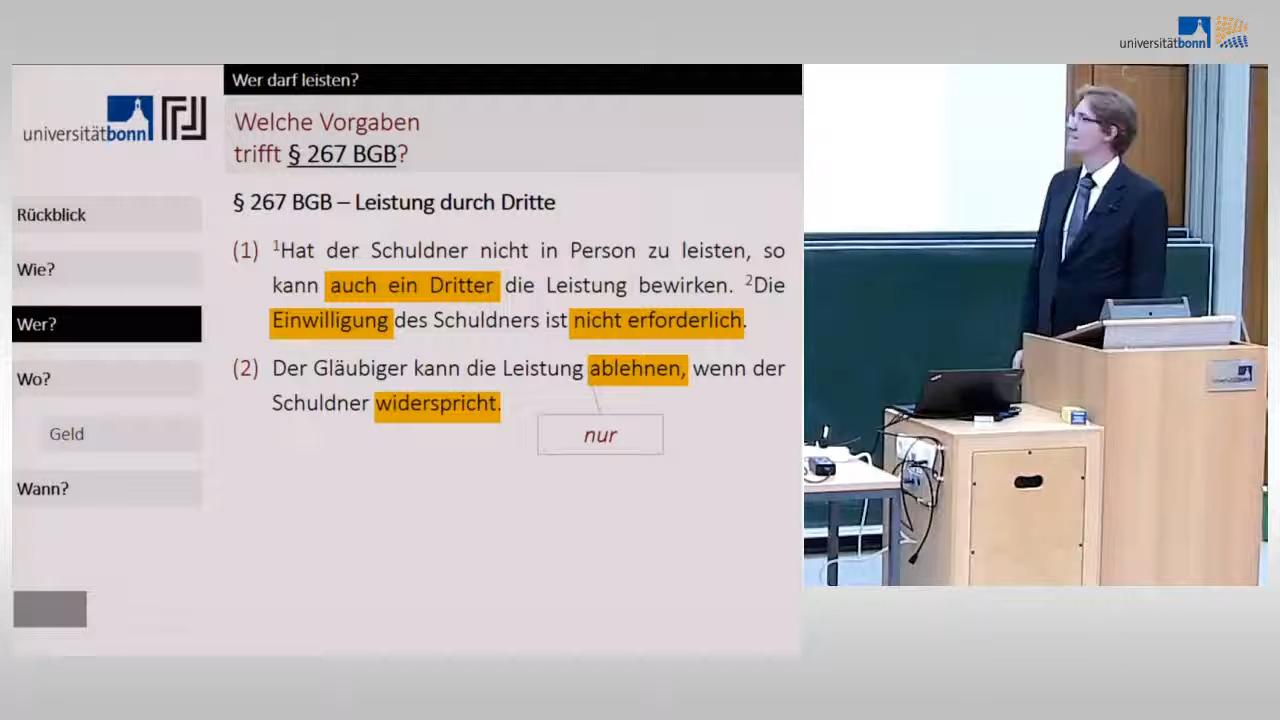 universitätbonn
Wer darf leisten?
universitätbonn
Welche Vorgaben
trifft § 267 BGB?
Rückblick
Wie?
Wer?
Wo?
Geld
Wann?
§ 267 BGB – Leistung durch Dritte
(1) ¹Hat der Schuldner nicht in Person zu leisten, so
kann auch ein Dritter die Leistung bewirken. ²Die
Einwilligung des Schuldners ist nicht erforderlich.
(2) Der Gläubiger kann die Leistung ablehnen, wenn der
Schuldner widerspricht.
nur